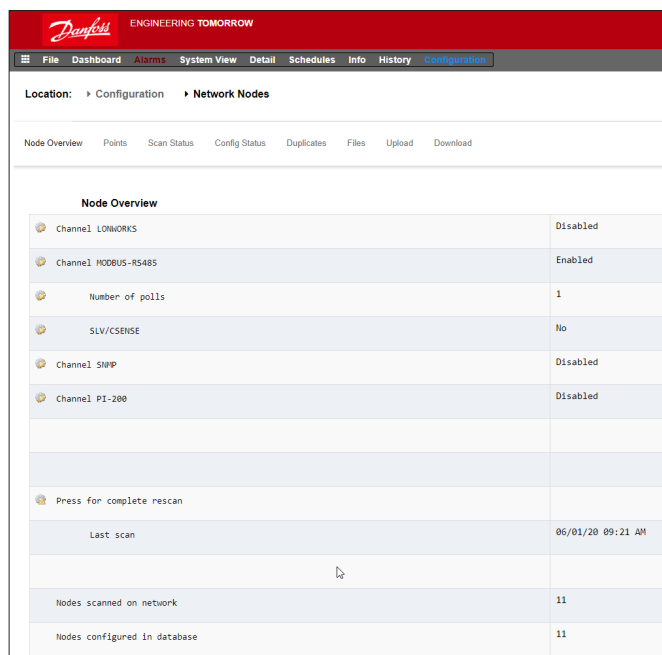 Danfoss ENGINEERING TOMORROW
File Dashboard Alarms System View Detail Schedules Info History Configuration
Location: Configuration Network Nodes
Node Overview Points Scan Status Config Status Duplicates Files Upload Download
Node Overview
Channel LONWORKS Disabled
Channel MODBUS-RS485 Enabled
Number of polls 1
SLV/CSENSE No
Channel SNMP Disabled
Channel PI-200 Disabled
Press for complete rescan
Last scan 06/01/20 09:21 AM
Nodes scanned on network 11
Nodes configured in database 11